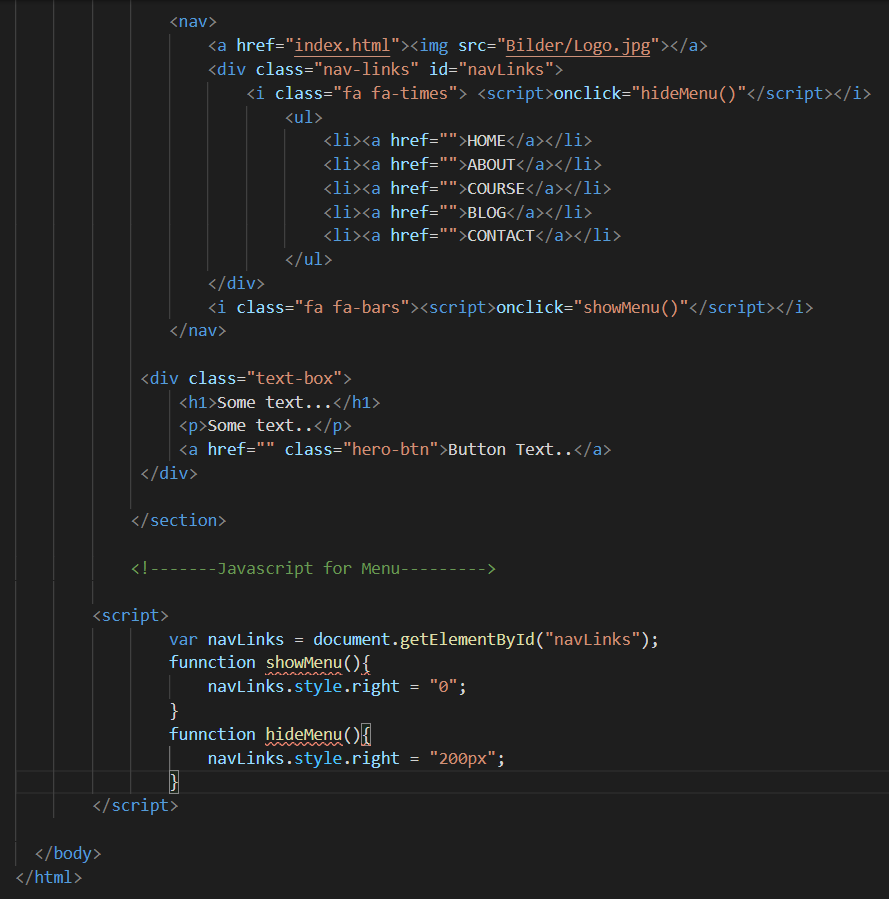 <nav>
<a href="index.html"><img src="Bilder/Logo.jpg"></a>
<div class="nav-links" id="navLinks">
<i class="fa fa-times"> <script>onclick="hideMenu()"</script></i>
<ul>
<li><a href="">HOME</a></li>
<li><a href="">ABOUT</a></li>
<li><a href="">COURSE</a></li>
<li><a href="">BLOG</a></li>
<li><a href="">CONTACT</a></li>
</ul>
</div>
<i class="fa fa-bars"><script>onclick="showMenu()"</script></i>
</nav>
<div class="text-box">
<h1>Some text...</h1>
<p>Some text..</p>
<a href="" class="hero-btn">Button Text..</a>
</div>
</section>
<!-------Javascript for Menu--------->
<script>
var navLinks = document.getElementById("navLinks");
funnction showMenu(){
navLinks.style.right = "0";
}
funnction hideMenu(){
navLinks.style.right = "200px";
}
</script>
</body>
</html>